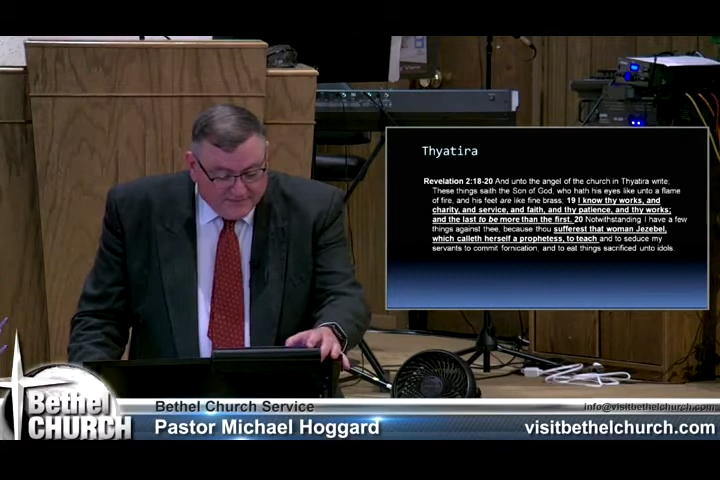 Thyatira
Revelation 2:18-20 And unto the angel of the church in Thyatira write;
These things saith the Son of God, who hath his eyes like unto a flame
of fire, and his feet are like fine brass; 19 I know thy works, and
charity, and service, and faith, and thy patience, and thy works;
and the last to be more than the first. 20 Notwithstanding I have a few
things against thee, because thou sufferest that woman Jezebel,
which calleth herself a prophetess, to teach and to seduce my
servants to commit fornication, and to eat things sacrificed unto idols.
Bethel
CHURCH
Bethel Church Service
info@visitbethelchurch.com
Pastor Michael Hoggard
visitbethelchurch.com